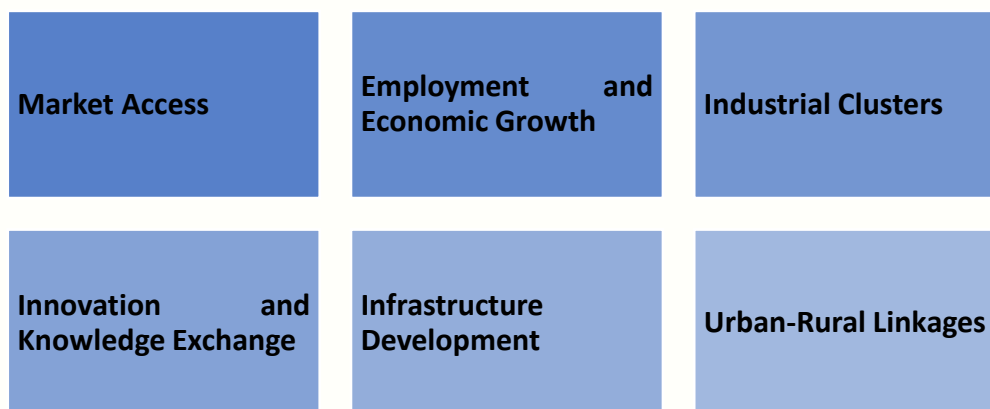 Market Access
Employment and
Economic Growth
Industrial Clusters
Innovation and
Knowledge Exchange
Infrastructure
Development
Urban-Rural Linkages